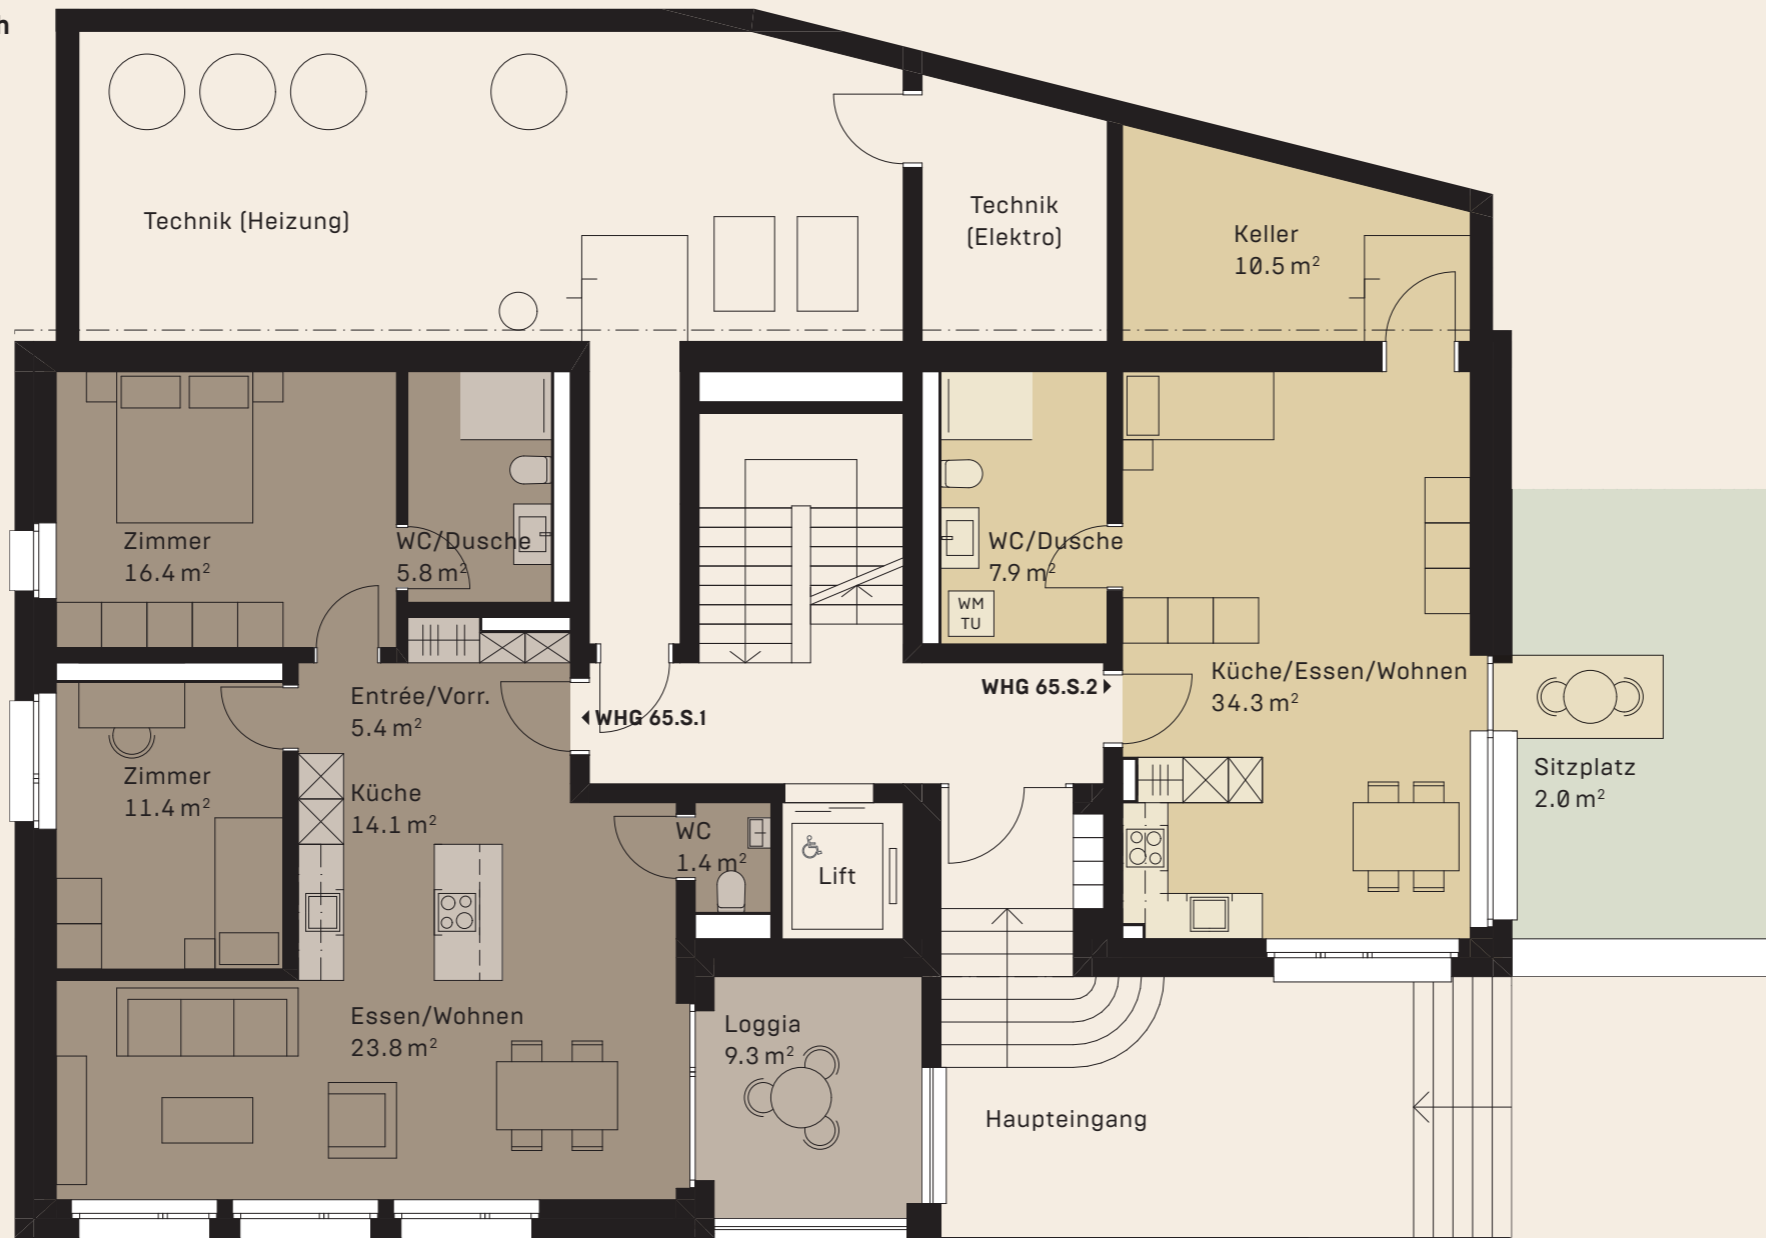 h
Technik (Heizung)
Technik
(Elektro)
Keller
10.5 m²
Zimmer
16.4 m²
WC/Dusche
5.8 m²
WC/Dusche
7.9 m²
WM
TU
Entrée/Vorr.
5.4 m²
WHG 65.S.1
WHG 65.S.2
Küche/Essen/Wohnen
34.3 m²
Zimmer
11.4 m²
Küche
14.1 m²
WC
1.4 m²
Lift
Sitzplatz
2.0 m²
Essen/Wohnen
23.8 m²
Loggia
9.3 m²
Haupteingang